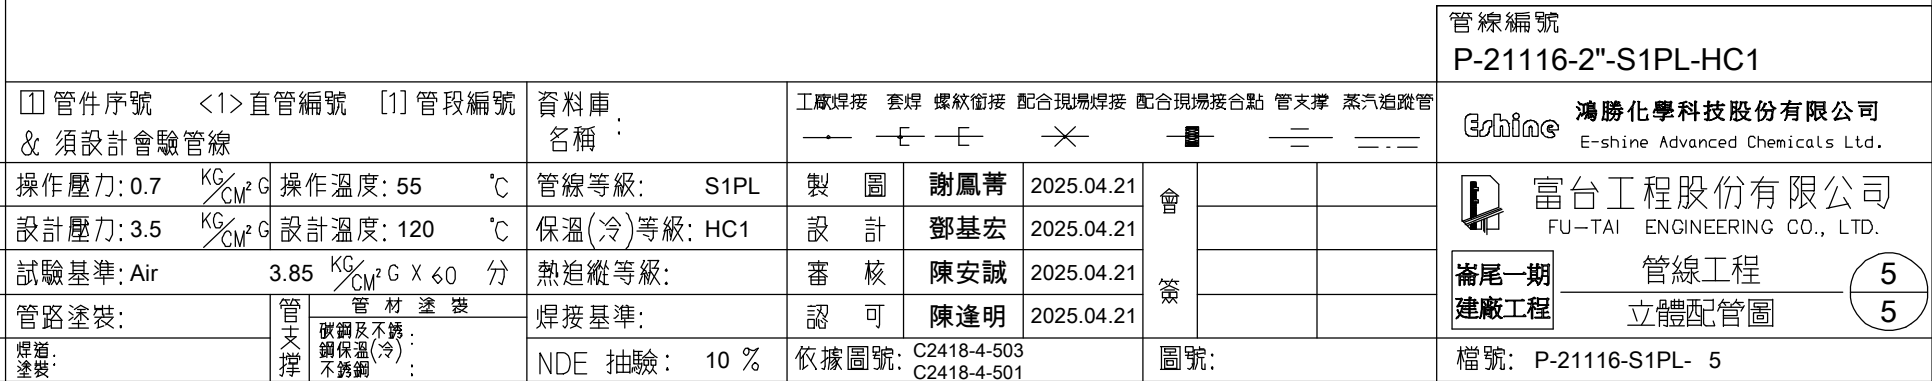 管線編號
P-21116-2"-S1PL-HC1
1 管件序號 <1>直管編號 [1]管段編號
& 須設計會驗管線
資料庫
名稱 :
工廠焊接 套焊 螺紋銜接 配合現場焊接 配合現場接合點 管支撐 蒸汽追蹤管
Eshine 鴻勝化學科技股份有限公司
E-shine Advanced Chemicals Ltd.
操作壓力: 0.7 KG/CM² G 操作溫度: 55 °C 管線等級: S1PL 製圖 謝鳳菁 2025.04.21
設計壓力: 3.5 KG/CM² G 設計溫度: 120 °C 保溫(冷)等級: HC1 設計 鄧基宏 2025.04.21
試驗基準: Air 3.85 KG/CM² G X 60 分 熱追縱等級: 審核 陳安誠 2025.04.21
管路塗裝: 管支撐 管材塗裝 焊接基準: 認可 陳逢明 2025.04.21
會簽
富台工程股份有限公司
FU-TAI ENGINEERING CO., LTD.
崙尾一期
建廠工程
管線工程
立體配管圖
5
5
焊道:
塗裝:
碳鋼及不銹 :
鋼保溫(冷)
不銹鋼 :
NDE 抽驗: 10 %
依據圖號: C2418-4-503
C2418-4-501
圖號:
檔號: P-21116-S1PL- 5